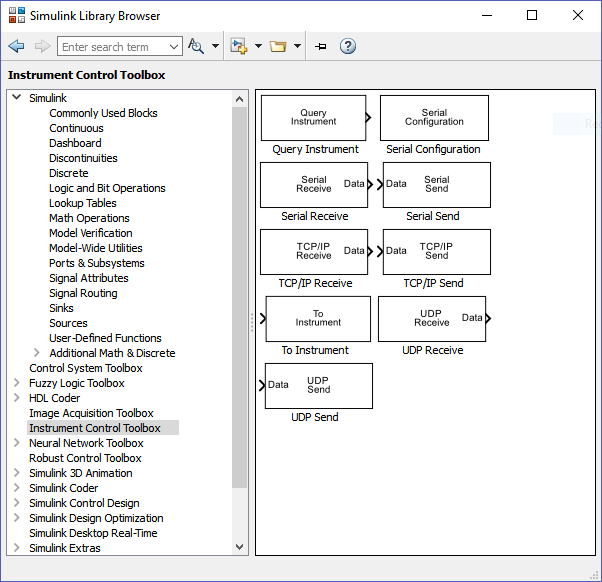 Simulink Library Browser
Enter search term
Instrument Control Toolbox
Simulink
Commonly Used Blocks
Continuous
Dashboard
Discontinuities
Discrete
Logic and Bit Operations
Lookup Tables
Math Operations
Model Verification
Model-Wide Utilities
Ports & Subsystems
Signal Attributes
Signal Routing
Sinks
Sources
User-Defined Functions
Additional Math & Discrete
Control System Toolbox
Fuzzy Logic Toolbox
HDL Coder
Image Acquisition Toolbox
Instrument Control Toolbox
Neural Network Toolbox
Robust Control Toolbox
Simulink 3D Animation
Simulink Coder
Simulink Control Design
Simulink Design Optimization
Simulink Desktop Real-Time
Simulink Extras
Query
Instrument
Query Instrument
Serial
Configuration
Serial Configuration
Serial
Receive
Data
Serial Receive
Data
Serial
Send
Serial Send
TCP/IP
Receive
Data
TCP/IP Receive
Data
TCP/IP
Send
TCP/IP Send
To
Instrument
To Instrument
UDP
Receive
Data
UDP Receive
Data
UDP
Send
UDP Send